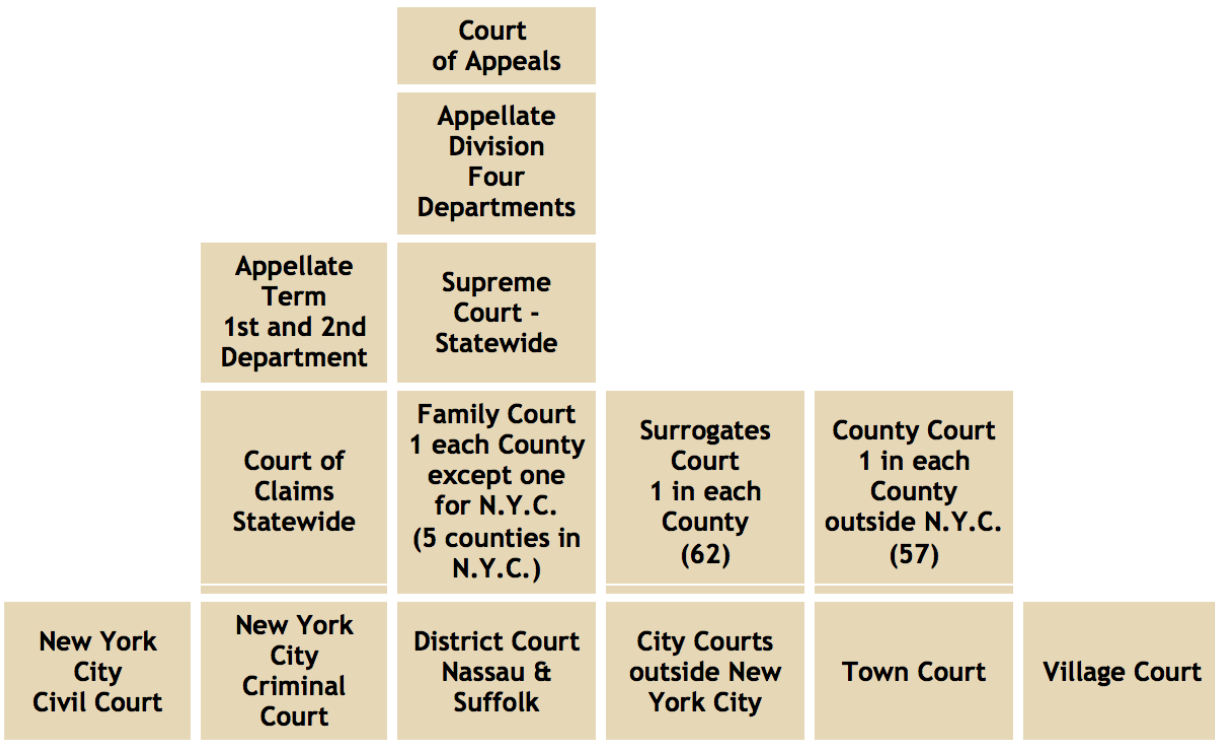 Court
of Appeals
Appellate
Division
Four
Departments
Appellate
Term
1st and 2nd
Department
Supreme
Court -
Statewide
Court of
Claims
Statewide
Family Court
1 each County
except one
for N.Y.C.
(5 counties in
N.Y.C.)
Surrogates
Court
1 in each
County
(62)
County Court
1 in each
County
outside N.Y.C.
(57)
New York
City
Civil Court
New York
City
Criminal
Court
District Court
Nassau &
Suffolk
City Courts
outside New
York City
Town Court
Village Court